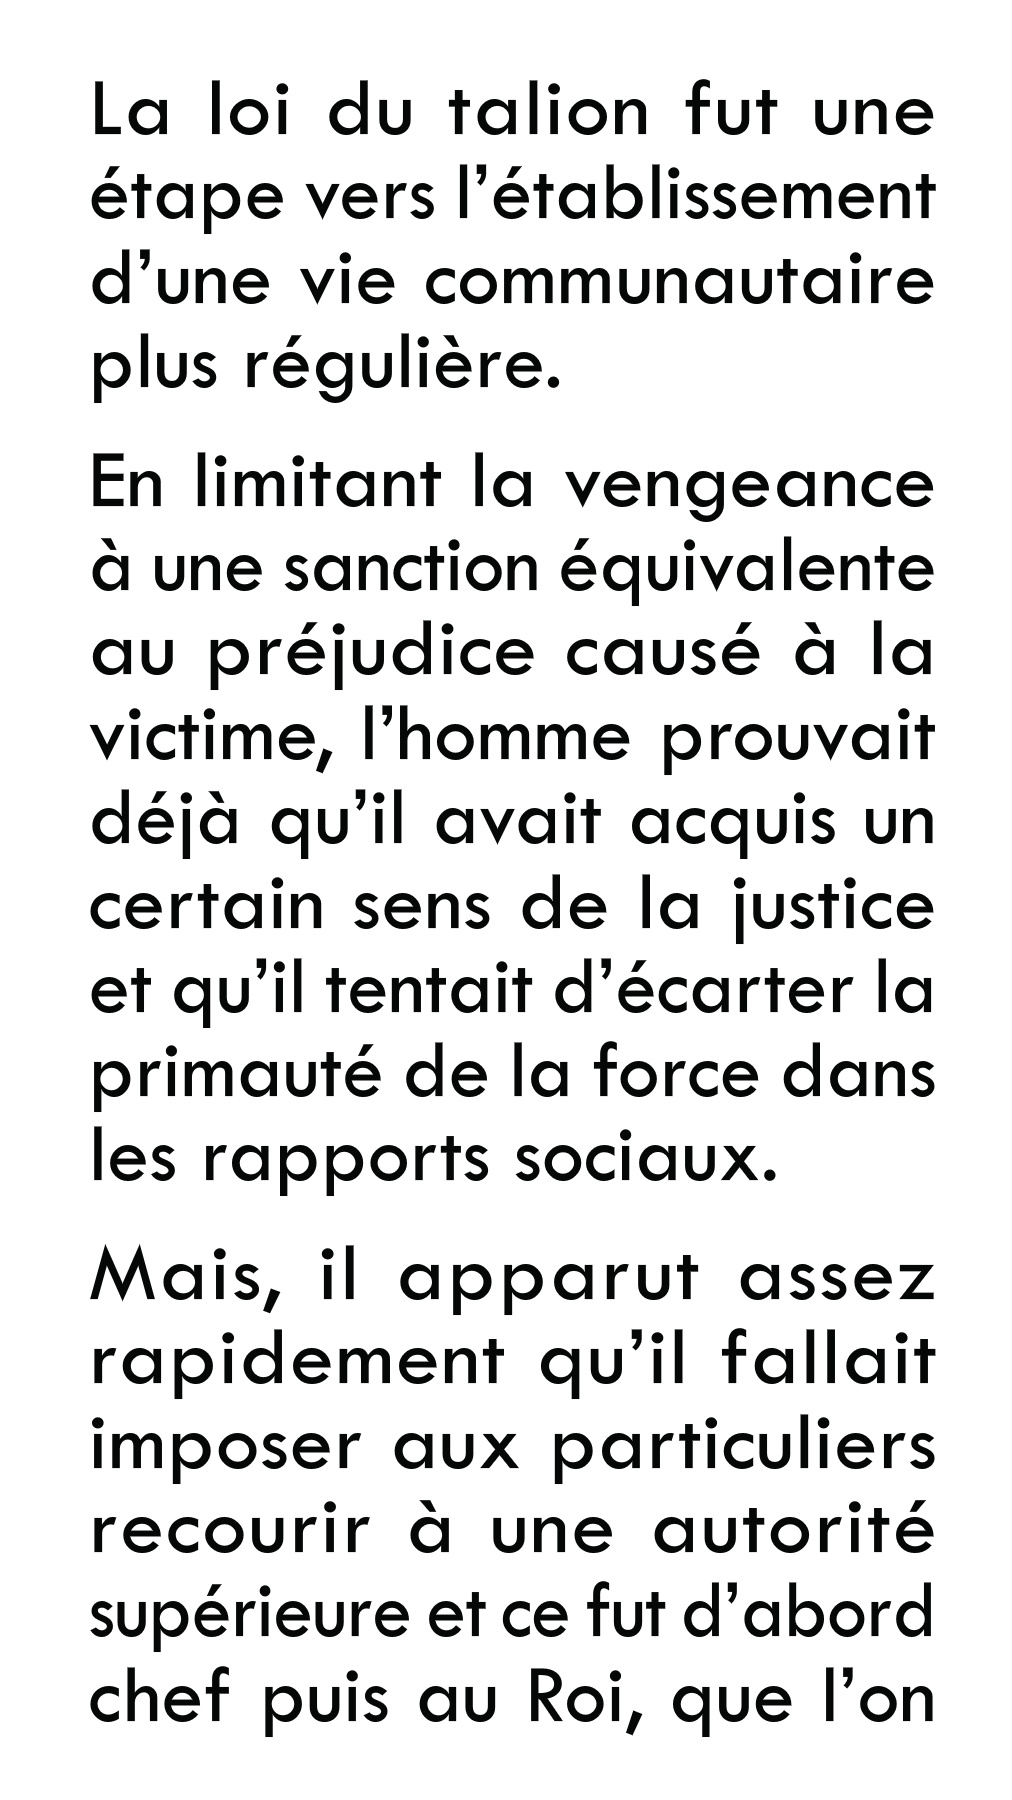 La loi du talion fut une
étape vers l’établissement
d’une vie communautaire
plus régulière.
En limitant la vengeance
à une sanction équivalente
au préjudice causé à la
victime, l’homme prouvait
déjà qu’il avait acquis un
certain sens de la justice
et qu’il tentait d’écarter la
primauté de la force dans
les rapports sociaux.
Mais, il apparut assez
rapidement qu’il fallait
imposer aux particuliers
recourir à une autorité
supérieure et ce fut d’abord
chef puis au Roi, que l’on